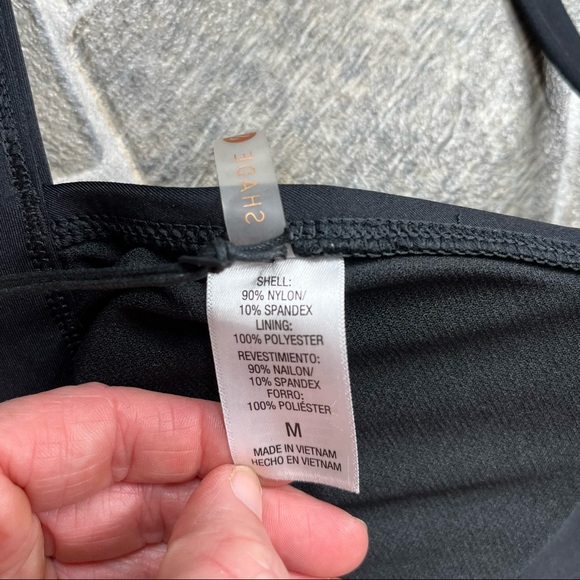 SHADE
SHELL:
90% NYLON/
10% SPANDEX
LINING:
100% POLYESTER
REVESTIMIENTO:
90% NAILON/
10% SPANDEX
FORRO:
100% POLIÉSTER
M
MADE IN VIETNAM
HECHO EN VIETNAM